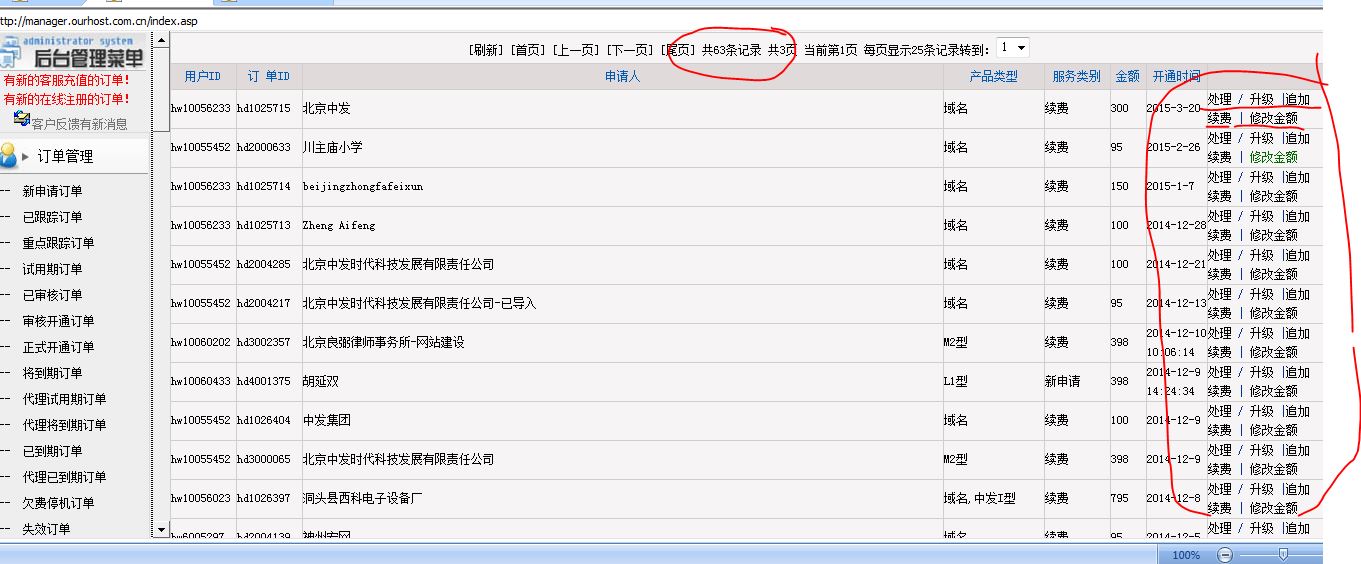 ttp://manager.ourhost.com.cn/index.asp
administrator system
后台管理菜单
有新的客服充值的订单!
有新的在线注册的订单!
客户反馈有新消息
订单管理
-- 新申请订单
-- 已跟踪订单
-- 重点跟踪订单
-- 试用期订单
-- 已审核订单
-- 审核开通订单
-- 正式开通订单
-- 将到期订单
-- 代理试用期订单
-- 代理将到期订单
-- 已到期订单
-- 代理已到期订单
-- 欠费停机订单
-- 失效订单
[刷新] [首页] [上一页] [下一页] [尾页] 共63条记录 共3页 当前第1页 每页显示25条记录转到: 1
用户ID 订 单ID 申请人 产品类型 服务类别 金额 开通时间
hw10056233 hd1025715 北京中发 域名 续费 300 2015-3-20 处理 / 升级 |追加
续费 | 修改金额
hw10055452 hd2000633 川主庙小学 域名 续费 95 2015-2-26 处理 / 升级 |追加
续费 | 修改金额
hw10056233 hd1025714 beijingzhongfafeixun 域名 续费 150 2015-1-7 处理 / 升级 |追加
续费 | 修改金额
hw10056233 hd1025713 Zheng Aifeng 域名 续费 100 2014-12-28 处理 / 升级 |追加
续费 | 修改金额
hw10055452 hd2004285 北京中发时代科技发展有限责任公司 域名 续费 100 2014-12-21 处理 / 升级 |追加
续费 | 修改金额
hw10055452 hd2004217 北京中发时代科技发展有限责任公司-已导入 域名 续费 95 2014-12-13 处理 / 升级 |追加
续费 | 修改金额
hw10060202 hd3002357 北京良弼律师事务所-网站建设 M2型 续费 398 2014-12-10 处理 / 升级 |追加
10:06:14 续费 | 修改金额
hw10060433 hd4001375 胡延双 L1型 新申请 398 2014-12-9 处理 / 升级 |追加
14:24:34 续费 | 修改金额
hw10055452 hd1026404 中发集团 域名 续费 100 2014-12-9 处理 / 升级 |追加
续费 | 修改金额
hw10055452 hd3000065 北京中发时代科技发展有限责任公司 M2型 续费 398 2014-12-9 处理 / 升级 |追加
续费 | 修改金额
hw10056023 hd1026397 洞头县西科电子设备厂 域名,中发I型 续费 795 2014-12-8 处理 / 升级 |追加
续费 | 修改金额
hw6005297 hd2004139 神州宏网 域名 续费 95 2014-12-5 处理 / 升级 |追加
100%